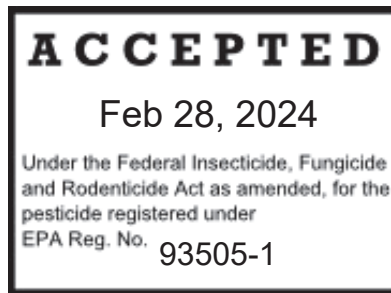 ACCEPTED
Feb 28, 2024
Under the Federal Insecticide, Fungicide
and Rodenticide Act as amended, for the
pesticide registered under
EPA Reg. No. 93505-1